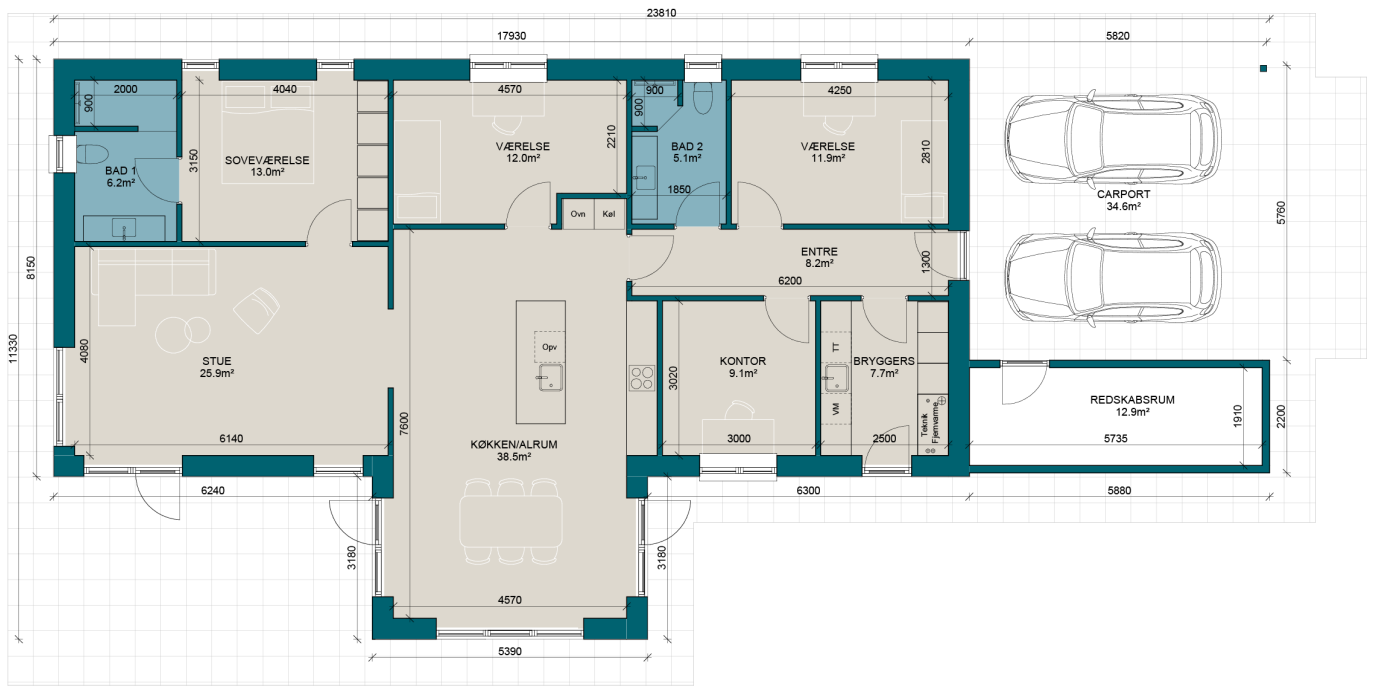 23810
17930
5820
2000
4040
4570
900
4250
900
900
2210
3150
SOVEVÆRELSE
13.0m²
VÆRELSE
12.0m²
BAD 2
5.1m²
VÆRELSE
11.9m²
2810
BAD 1
6.2m²
1850
CARPORT
34.6m²
5760
Ovn
Køl
ENTRE
8.2m²
1300
6200
8150
11330
4080
STUE
25.9m²
Opv
3020
KONTOR
9.1m²
TT
BRYGGERS
7.7m²
VM
Teknik
Fjernvarme
REDSKABSRUM
12.9m²
1910
2200
6140
7600
KØKKEN/ALRUM
38.5m²
3000
2500
5735
6240
6300
5880
3180
3180
4570
5390